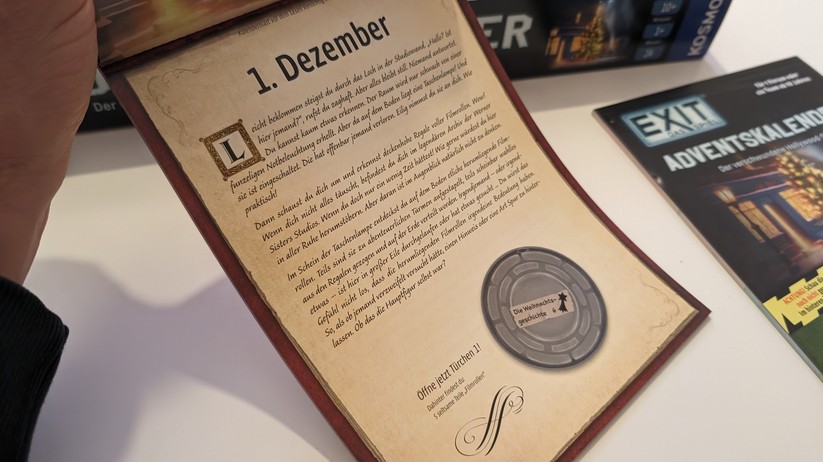 1. Dezember
Leicht beklommen steigst du durch das Loch in der Studiowand. „Hallo? Ist
hier jemand?", rufst du zaghaft. Aber alles bleibt still. Niemand antwortet.
Du kannst kaum etwas erkennen. Der Raum wird nur schwach von einer
funzeligen Notbeleuchtung erhellt. Aber da auf dem Boden liegt eine Taschenlampe! Und
sie ist eingeschaltet. Die hat offenbar jemand verloren. Eilig nimmst du sie an dich. Wie
praktisch!
Dann schaust du dich um und erkennst deckenhohe Regale voller Filmrollen. Wow!
Wenn dich nicht alles täuscht, befindest du dich im legendären Archiv der Werner
Sisters Studios. Wenn du doch nur ein wenig Zeit hättest! Wie gerne würdest du hier
in aller Ruhe herumstöbern. Aber daran ist im Augenblick natürlich nicht zu denken.
Im Schein der Taschenlampe entdeckst du auf dem Boden etliche herumliegende Film-
rollen. Teils sind sie zu abenteuerlichen Türmen aufgestapelt, teils scheinbar wahllos
aus den Regalen gezogen und auf der Erde verteilt worden. Irgendjemand – oder irgend-
etwas – ist hier in großer Eile durchgelaufen oder hat etwas gesucht. – Du wirst das
Gefühl nicht los, dass die herumliegenden Filmrollen irgendeine Bedeutung haben.
So, als ob jemand verzweifelt versucht hätte, einen Hinweis oder eine Art Spur zu hinter-
lassen. Ob das die Hauptfigur selbst war?
Die Weihnachts-
geschichte
Öffne jetzt Türchen 1!
Dahinter findest du
5 seltsame Teile „Filmrollen"
Der
ER
KOSMOS
EXIT
DAS SPIEL
ADVENTSKALENDE
Der verschwundene Hollywood